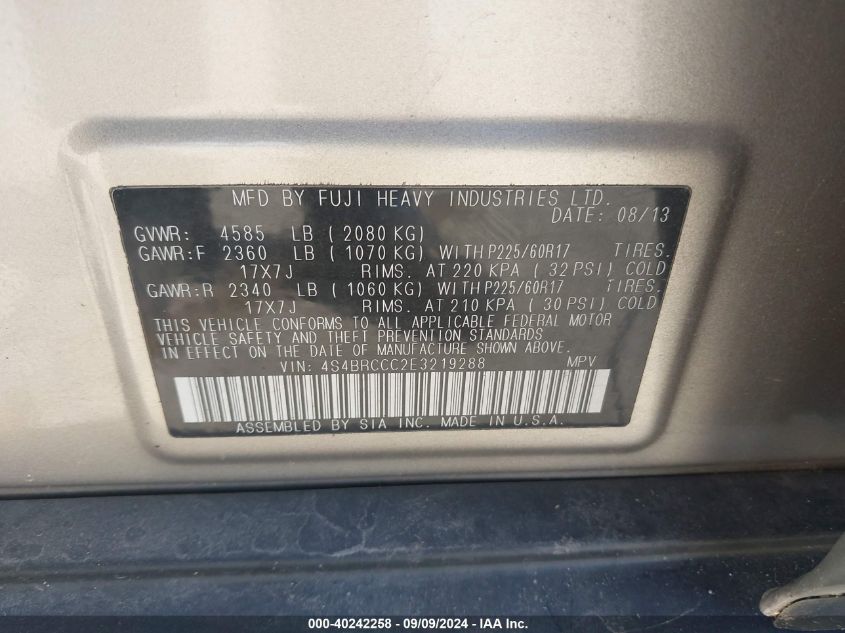 MFD BY FUJI HEAVY INDUSTRIES LTD.
DATE: 08/13
GVWR: 4585 LB ( 2080 KG)
GAWR:F 2360 LB ( 1070 KG) WITH P225/60R17 TIRES.
17X7J RIMS. AT 220 KPA ( 32 PSI) COLD
GAWR:R 2340 LB ( 1060 KG) WITH P225/60R17 TIRES.
17X7J RIMS. AT 210 KPA ( 30 PSI) COLD
THIS VEHICLE CONFORMS TO ALL APPLICABLE FEDERAL MOTOR
VEHICLE SAFETY AND THEFT PREVENTION STANDARDS
IN EFFECT ON THE DATE OF MANUFACTURE SHOWN ABOVE.
VIN: 4S4BRCCC2E3219288 MPV
ASSEMBLED BY SIA INC. MADE IN U.S.A.
000-40242258 - 09/09/2024 - IAA Inc.